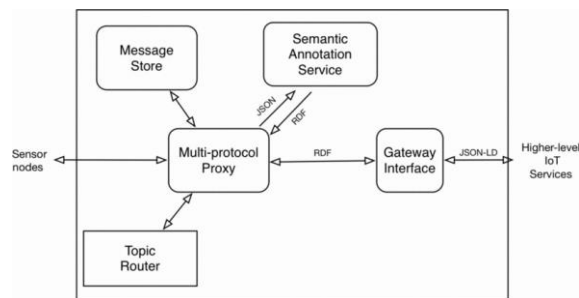 Message
Store
Semantic
Annotation
Service
JSON
RDF
Sensor
nodes
Multi-protocol
Proxy
RDF
Gateway
Interface
JSON-LD
Higher-level
IoT
Services
Topic
Router